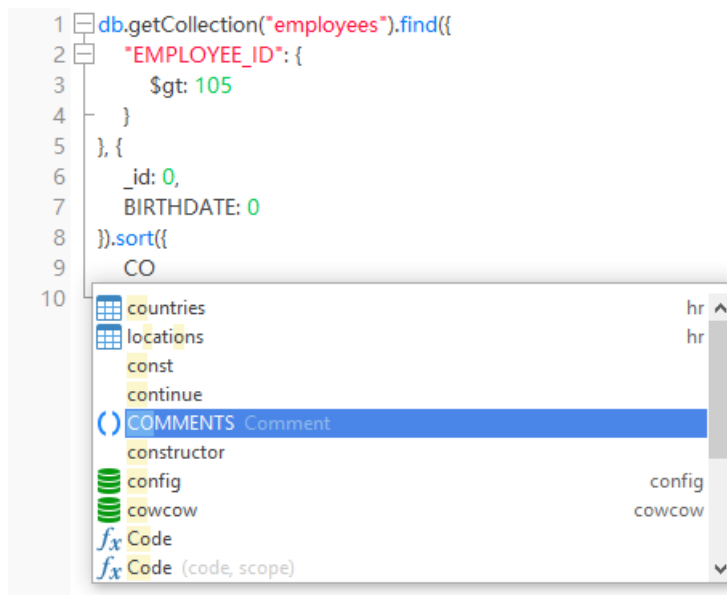 1 db.getCollection("employees").find({
2 "EMPLOYEE_ID": {
3 $gt: 105
4 }
5 }, {
6 _id: 0,
7 BIRTHDATE: 0
8 }).sort({
9 CO
10
countries hr
locations hr
const
continue
() COMMENTS Comment
constructor
config config
cowcow cowcow
fx Code
fx Code (code, scope)